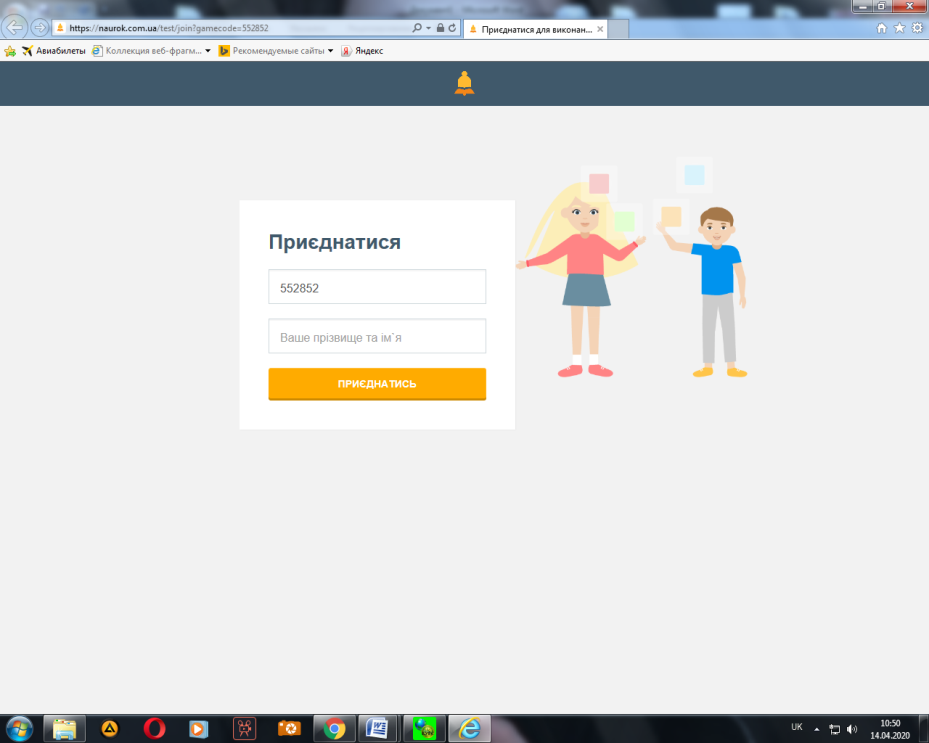 https://naurok.com.ua/test/join?gamecode=552852
Приєднатися для виконан...
Авиабилеты
Коллекция веб-фрагм...
Рекомендуемые сайты
Яндекс
Приєднатися
552852
Ваше прізвище та ім´я
ПРИЄДНАТИСЬ
UK
10:50
14.04.2020